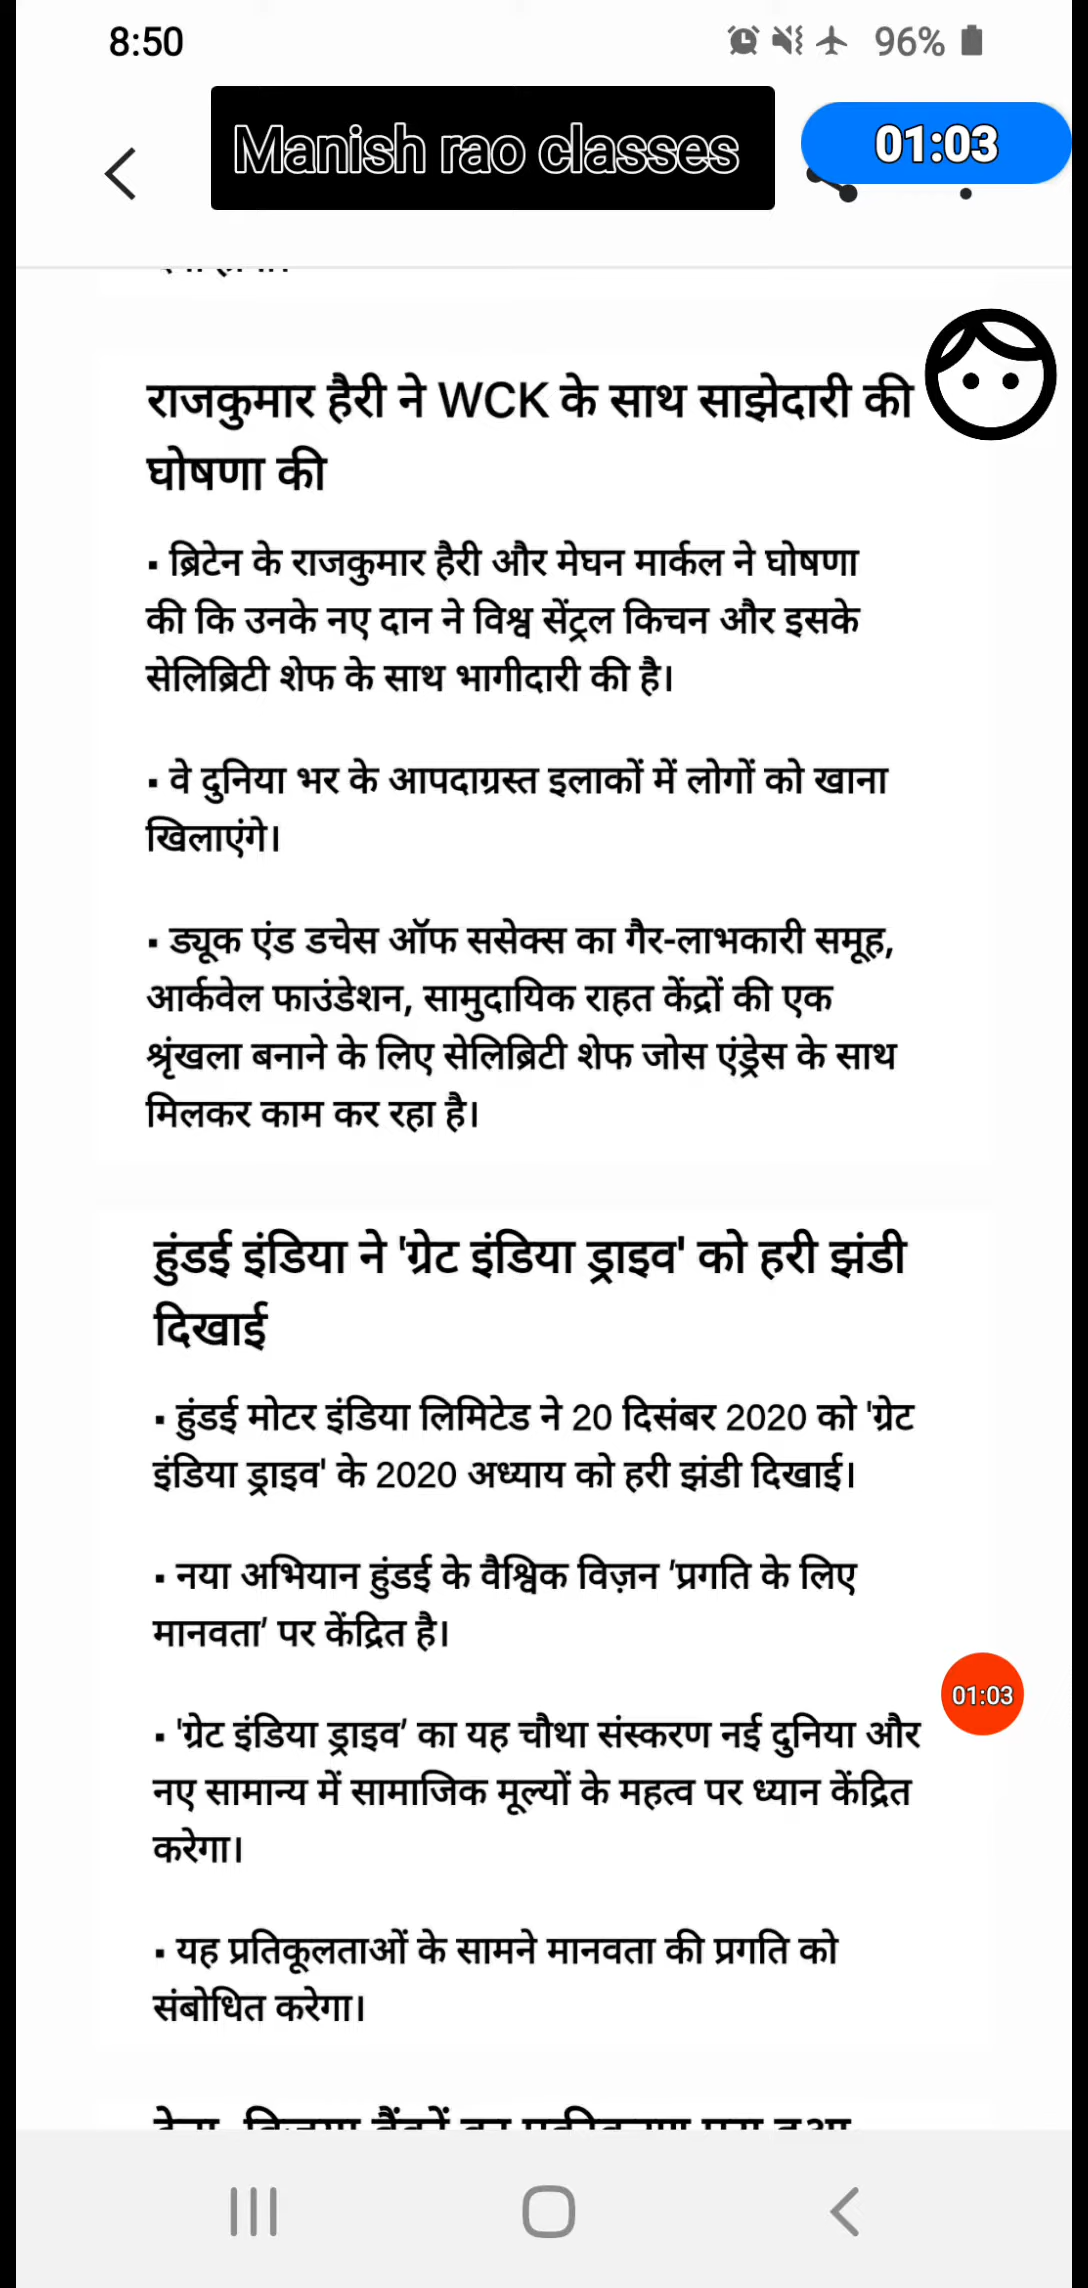 8:50
96%
Manish rao classes
01:03
राजकुमार हैरी ने WCK के साथ साझेदारी की
घोषणा की
▪ ब्रिटेन के राजकुमार हैरी और मेघन मार्कल ने घोषणा
की कि उनके नए दान ने विश्व सेंट्रल किचन और इसके
सेलिब्रिटी शेफ के साथ भागीदारी की है।
▪ वे दुनिया भर के आपदाग्रस्त इलाकों में लोगों को खाना
खिलाएंगे।
▪ ड्यूक एंड डचेस ऑफ ससेक्स का गैर-लाभकारी समूह,
आर्कवेल फाउंडेशन, सामुदायिक राहत केंद्रों की एक
श्रृंखला बनाने के लिए सेलिब्रिटी शेफ जोस एंड्रेस के साथ
मिलकर काम कर रहा है।
हुंडई इंडिया ने 'ग्रेट इंडिया ड्राइव' को हरी झंडी
दिखाई
▪ हुंडई मोटर इंडिया लिमिटेड ने 20 दिसंबर 2020 को 'ग्रेट
इंडिया ड्राइव' के 2020 अध्याय को हरी झंडी दिखाई।
▪ नया अभियान हुंडई के वैश्विक विज़न ‘प्रगति के लिए
मानवता’ पर केंद्रित है।
01:03
▪ 'ग्रेट इंडिया ड्राइव’ का यह चौथा संस्करण नई दुनिया और
नए सामान्य में सामाजिक मूल्यों के महत्व पर ध्यान केंद्रित
करेगा।
▪ यह प्रतिकूलताओं के सामने मानवता की प्रगति को
संबोधित करेगा।